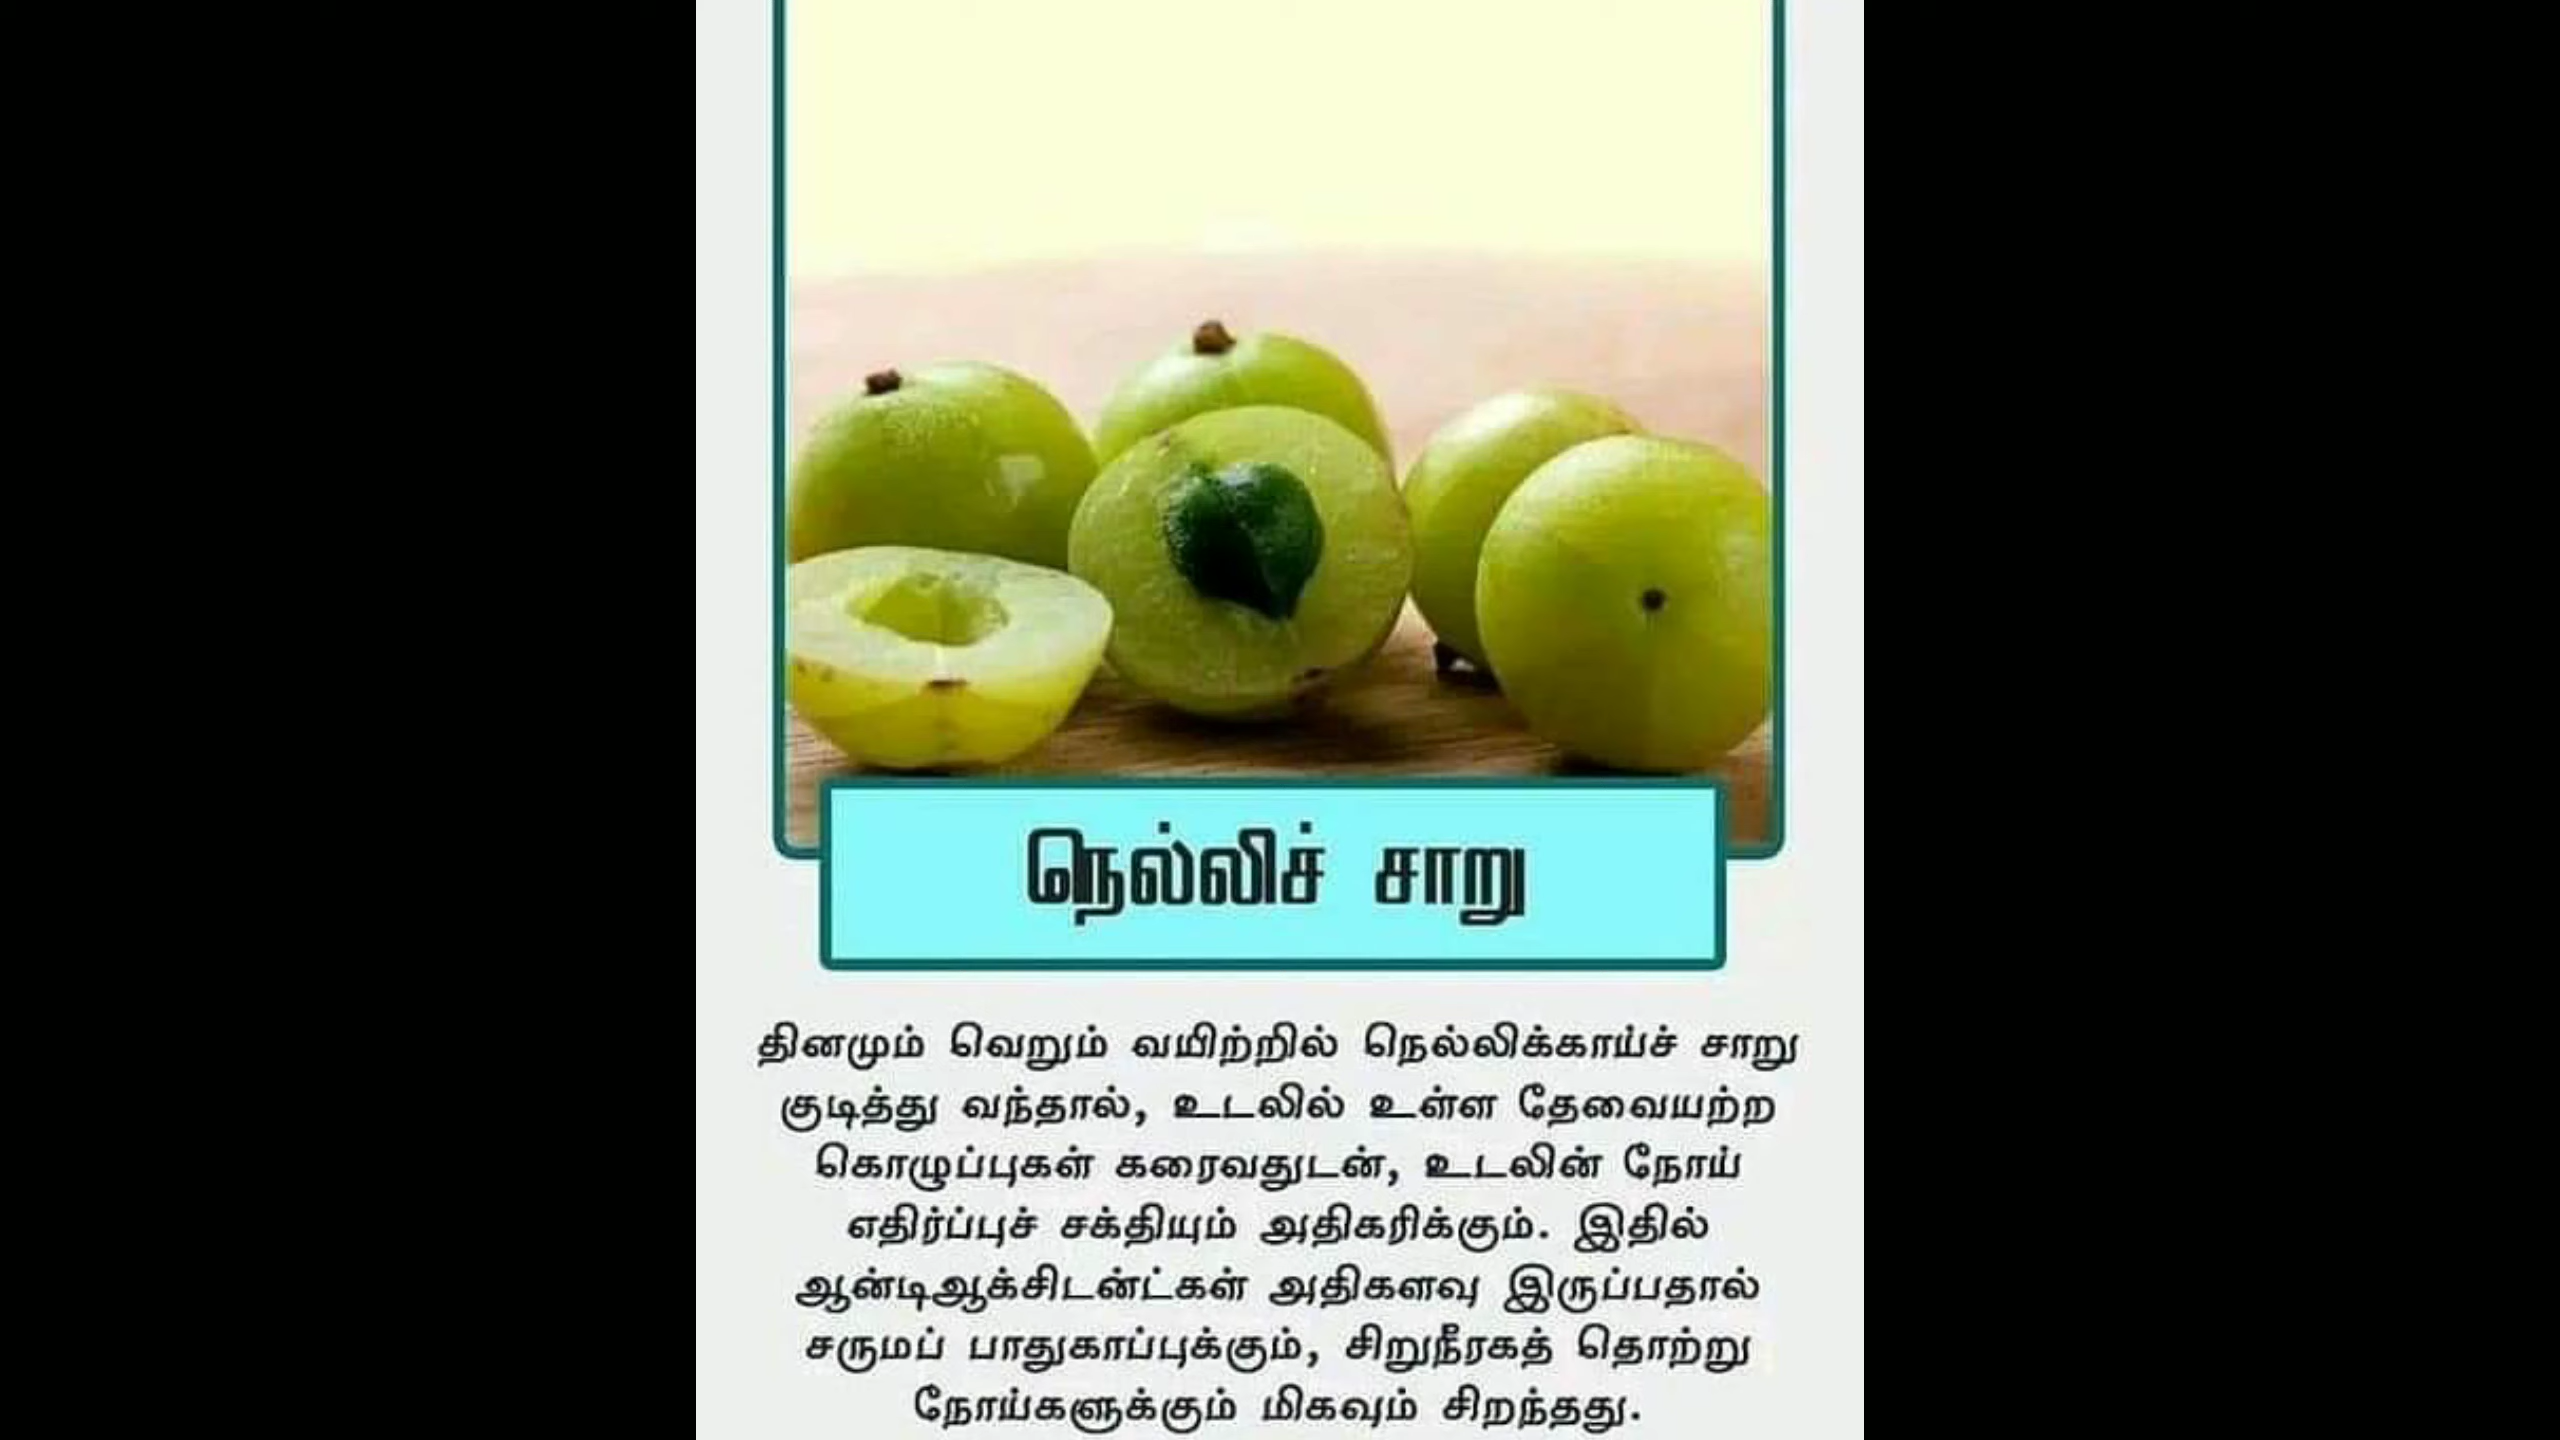 நெல்லிச் சாறு
தினமும் வெறும் வயிற்றில் நெல்லிக்காய்ச் சாறு
குடித்து வந்தால், உடலில் உள்ள தேவையற்ற
கொழுப்புகள் கரைவதுடன், உடலின் நோய்
எதிர்ப்புச் சக்தியும் அதிகரிக்கும். இதில்
ஆன்டிஆக்சிடன்ட்கள் அதிகளவு இருப்பதால்
சருமப் பாதுகாப்புக்கும், சிறுநீரகத் தொற்று
நோய்களுக்கும் மிகவும் சிறந்தது.